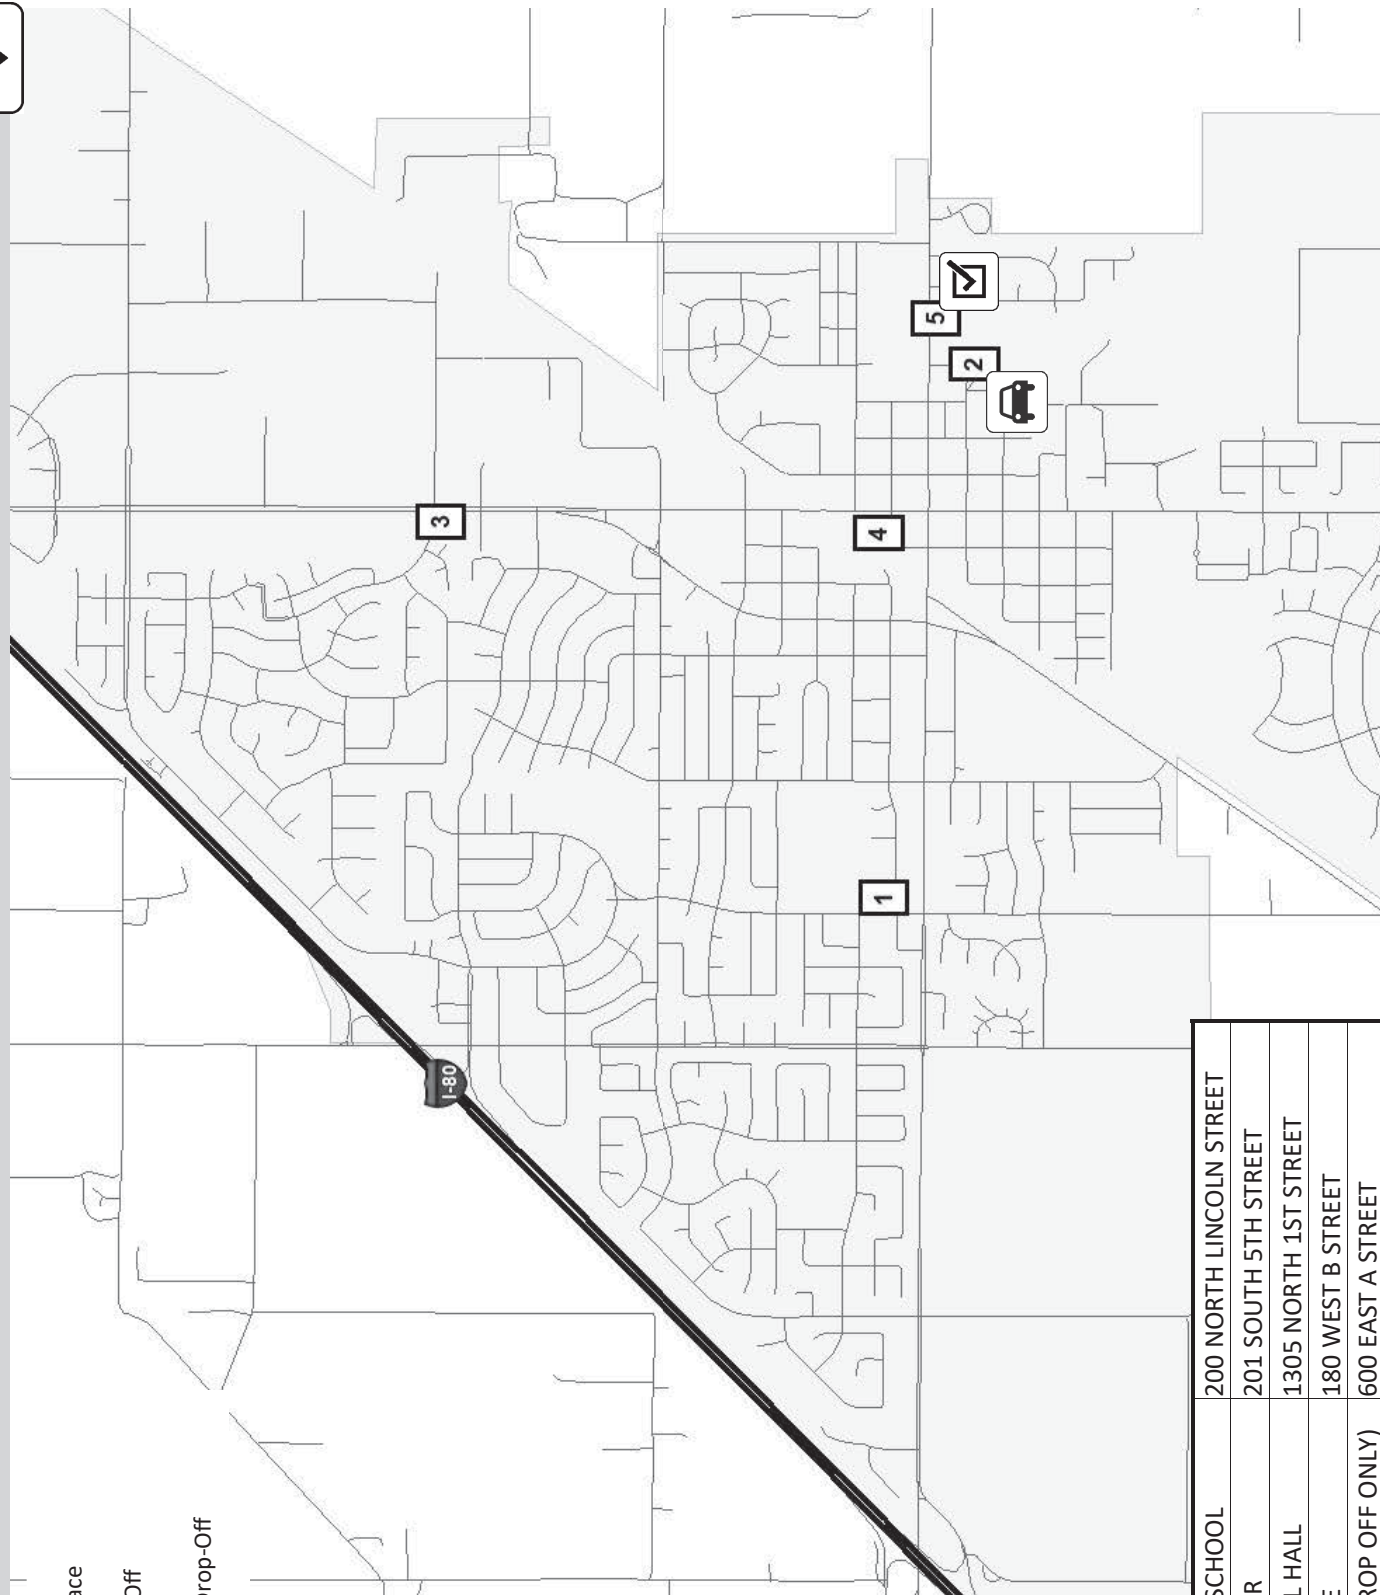 ace
Off
rop-Off
I-80
3
5
2
4
1
SCHOOL 200 NORTH LINCOLN STREET
R 201 SOUTH 5TH STREET
L HALL 1305 NORTH 1ST STREET
E 180 WEST B STREET
ROP OFF ONLY) 600 EAST A STREET